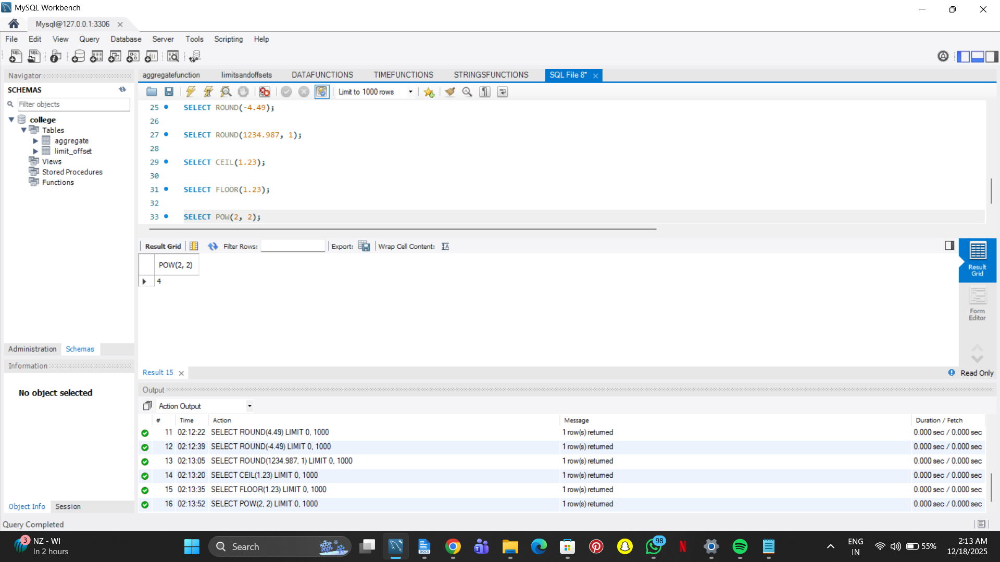 MySQL Workbench
Mysql@127.0.0.1:3306
File Edit View Query Database Server Tools Scripting Help
Navigator
SCHEMAS
Filter objects
college
Tables
aggregate
limit_offset
Views
Stored Procedures
Functions
Administration Schemas
Information
No object selected
Object Info Session
Query Completed
aggregatefunction limitsandoffsets DATAFUNCTIONS TIMEFUNCTIONS STRINGSFUNCTIONS SQL File 8*
Limit to 1000 rows
25 SELECT ROUND(-4.49);
26
27 SELECT ROUND(1234.987, 1);
28
29 SELECT CEIL(1.23);
30
31 SELECT FLOOR(1.23);
32
33 SELECT POW(2, 2);
Result Grid Filter Rows: Export: Wrap Cell Content:
POW(2, 2)
4
Result
Grid
Form
Editor
Result 15
Read Only
Output
Action Output
# Time Action Message Duration / Fetch
11 02:12:22 SELECT ROUND(4.49) LIMIT 0, 1000 1 row(s) returned 0.000 sec / 0.000 sec
12 02:12:39 SELECT ROUND(-4.49) LIMIT 0, 1000 1 row(s) returned 0.000 sec / 0.000 sec
13 02:13:05 SELECT ROUND(1234.987, 1) LIMIT 0, 1000 1 row(s) returned 0.000 sec / 0.000 sec
14 02:13:20 SELECT CEIL(1.23) LIMIT 0, 1000 1 row(s) returned 0.000 sec / 0.000 sec
15 02:13:35 SELECT FLOOR(1.23) LIMIT 0, 1000 1 row(s) returned 0.000 sec / 0.000 sec
16 02:13:52 SELECT POW(2, 2) LIMIT 0, 1000 1 row(s) returned 0.000 sec / 0.000 sec
3
NZ - WI
In 2 hours
Search
DOCX
98
ENG
IN
55%
2:13 AM
12/18/2025